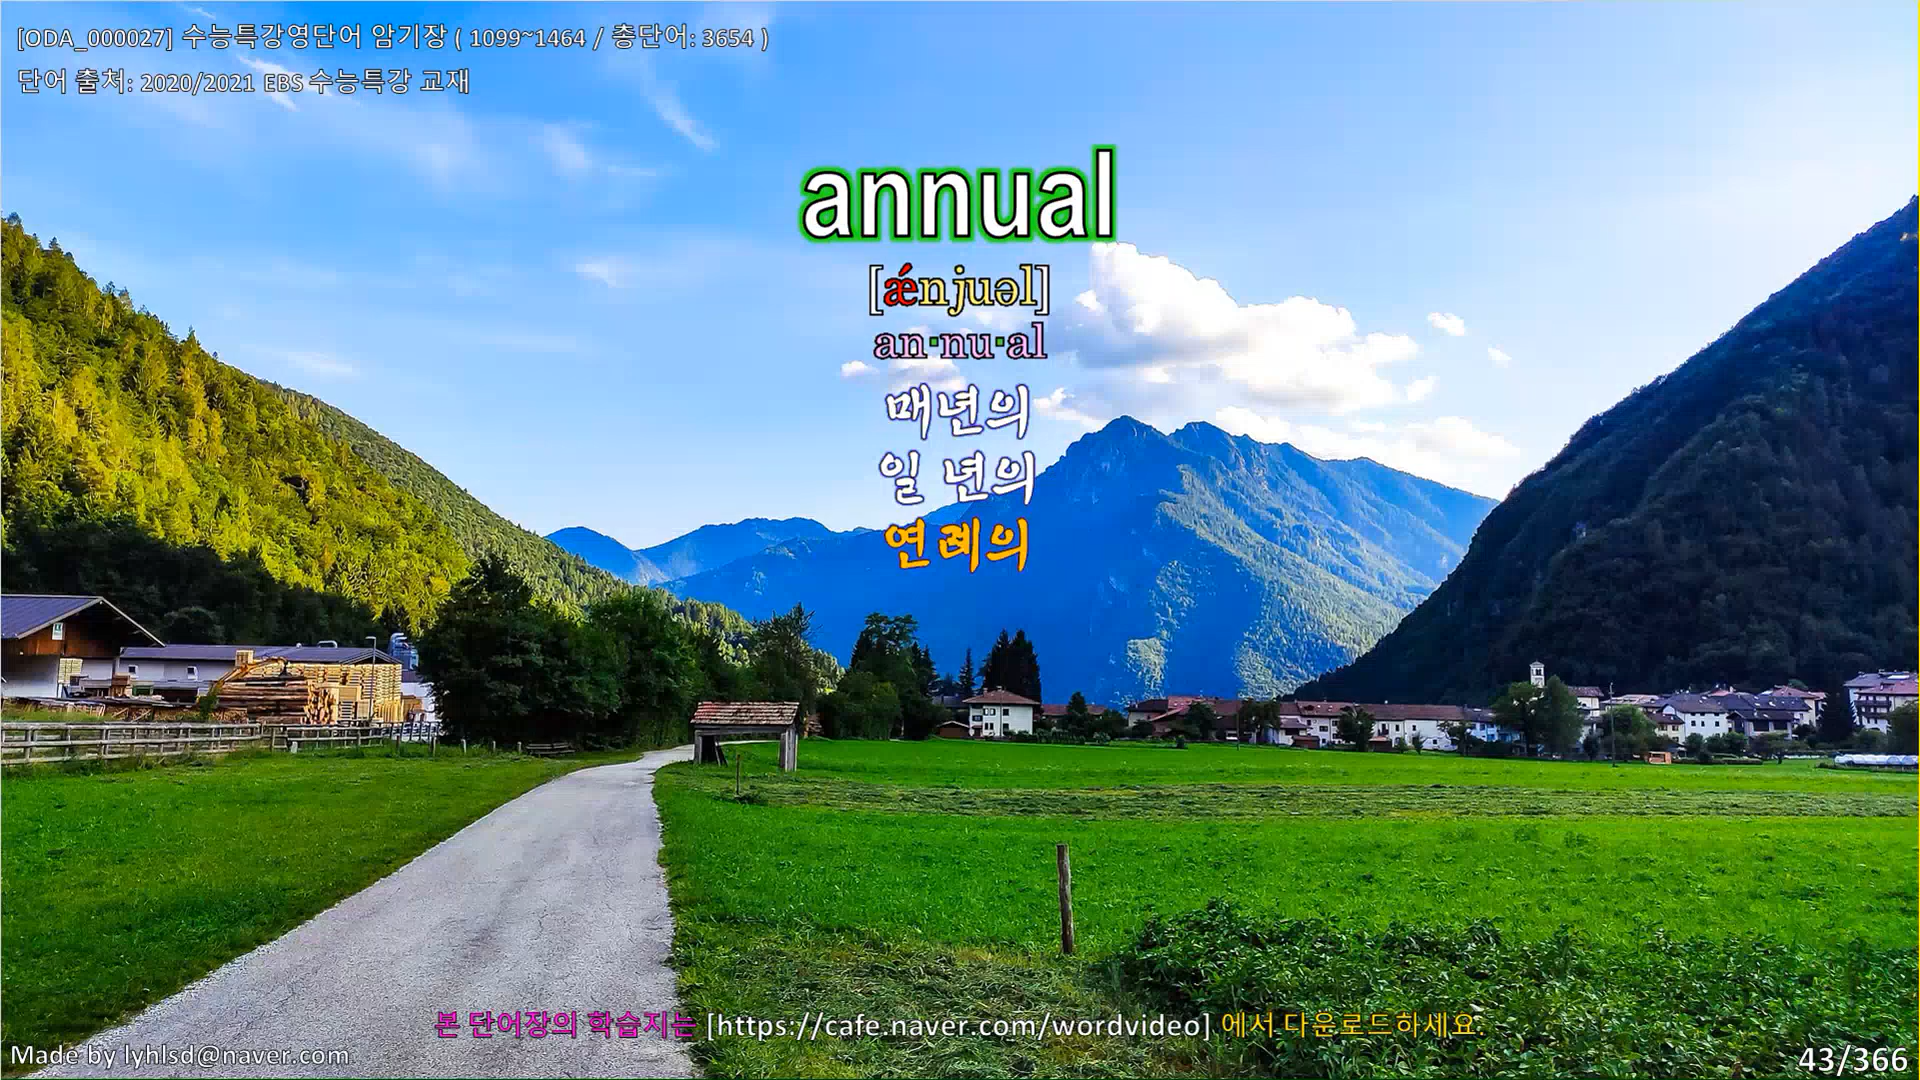 [ODA_000027] 수능특강영단어 암기장 ( 1099~1464 / 총단어: 3654 )
단어 출처: 2020/2021 EBS 수능특강 교재
annual
[ǽnjuəl]
an·nu·al
매년의
일 년의
연례의
본 단어장의 학습지는 [https://cafe.naver.com/wordvideo] 에서 다운로드하세요.
Made by lyhlsd@naver.com
43/366